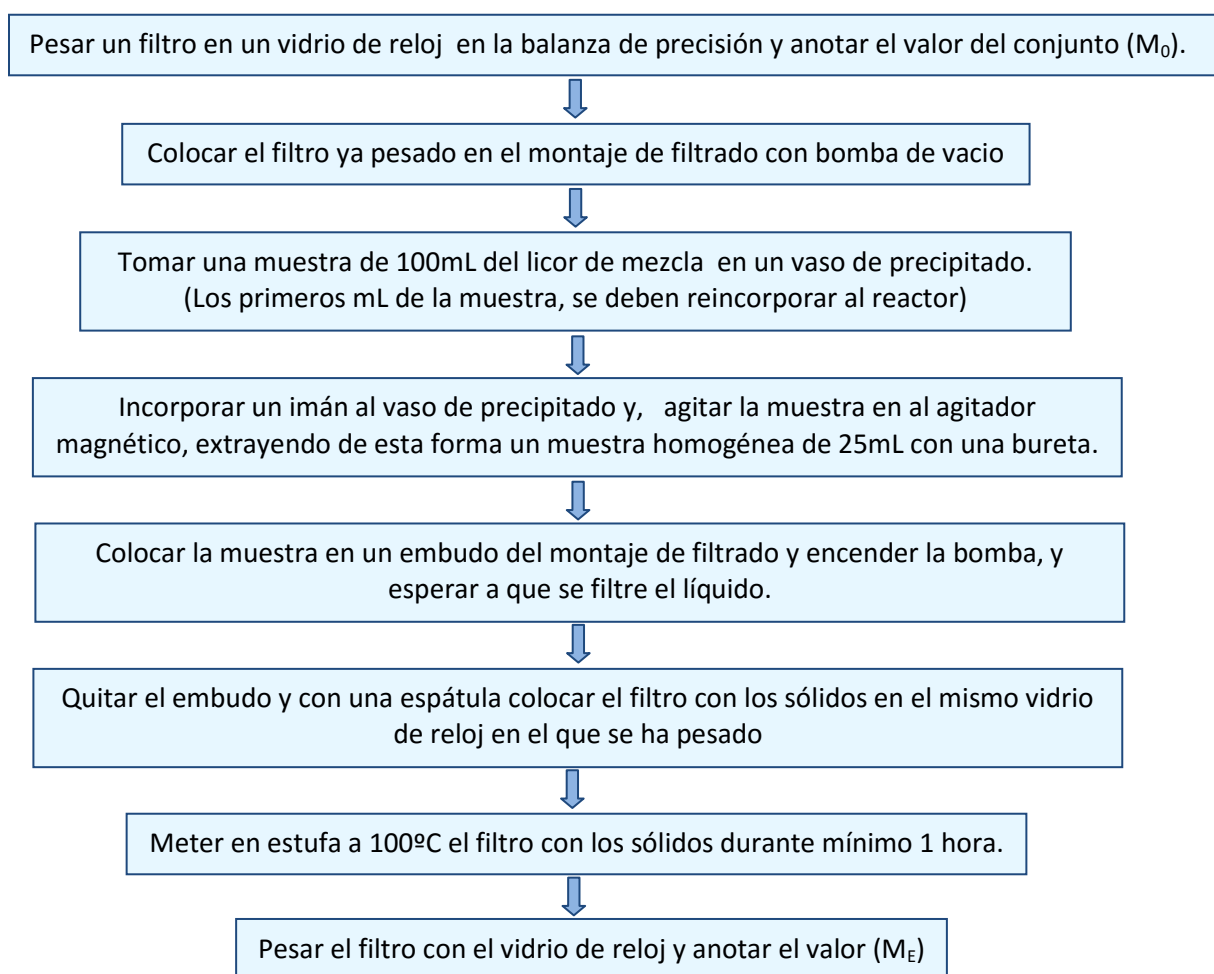 Pesar un filtro en un vidrio de reloj en la balanza de precisión y anotar el valor del conjunto (M₀).
Colocar el filtro ya pesado en el montaje de filtrado con bomba de vacio
Tomar una muestra de 100mL del licor de mezcla en un vaso de precipitado.
(Los primeros mL de la muestra, se deben reincorporar al reactor)
Incorporar un imán al vaso de precipitado y, agitar la muestra en al agitador
magnético, extrayendo de esta forma un muestra homogénea de 25mL con una bureta.
Colocar la muestra en un embudo del montaje de filtrado y encender la bomba, y
esperar a que se filtre el líquido.
Quitar el embudo y con una espátula colocar el filtro con los sólidos en el mismo vidrio
de reloj en el que se ha pesado
Meter en estufa a 100ºC el filtro con los sólidos durante mínimo 1 hora.
Pesar el filtro con el vidrio de reloj y anotar el valor (M_E)